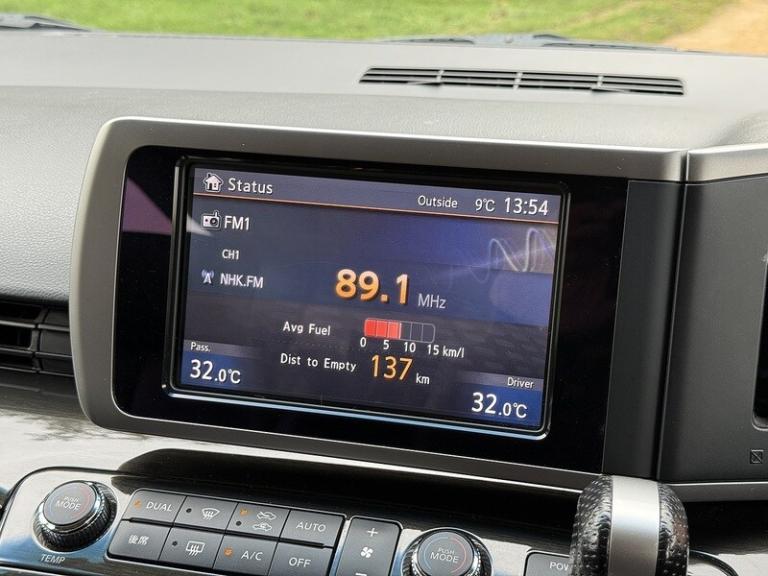 Status
Outside 9℃ 13:54
FM1
CH1
NHK.FM
89.1 MHz
Avg Fuel
0 5 10 15 km/l
Dist to Empty 137 km
Pass.
32.0℃
Driver
32.0℃
PUSH MODE
TEMP
DUAL
AUTO
後席
A/C
OFF
+
PUSH MODE